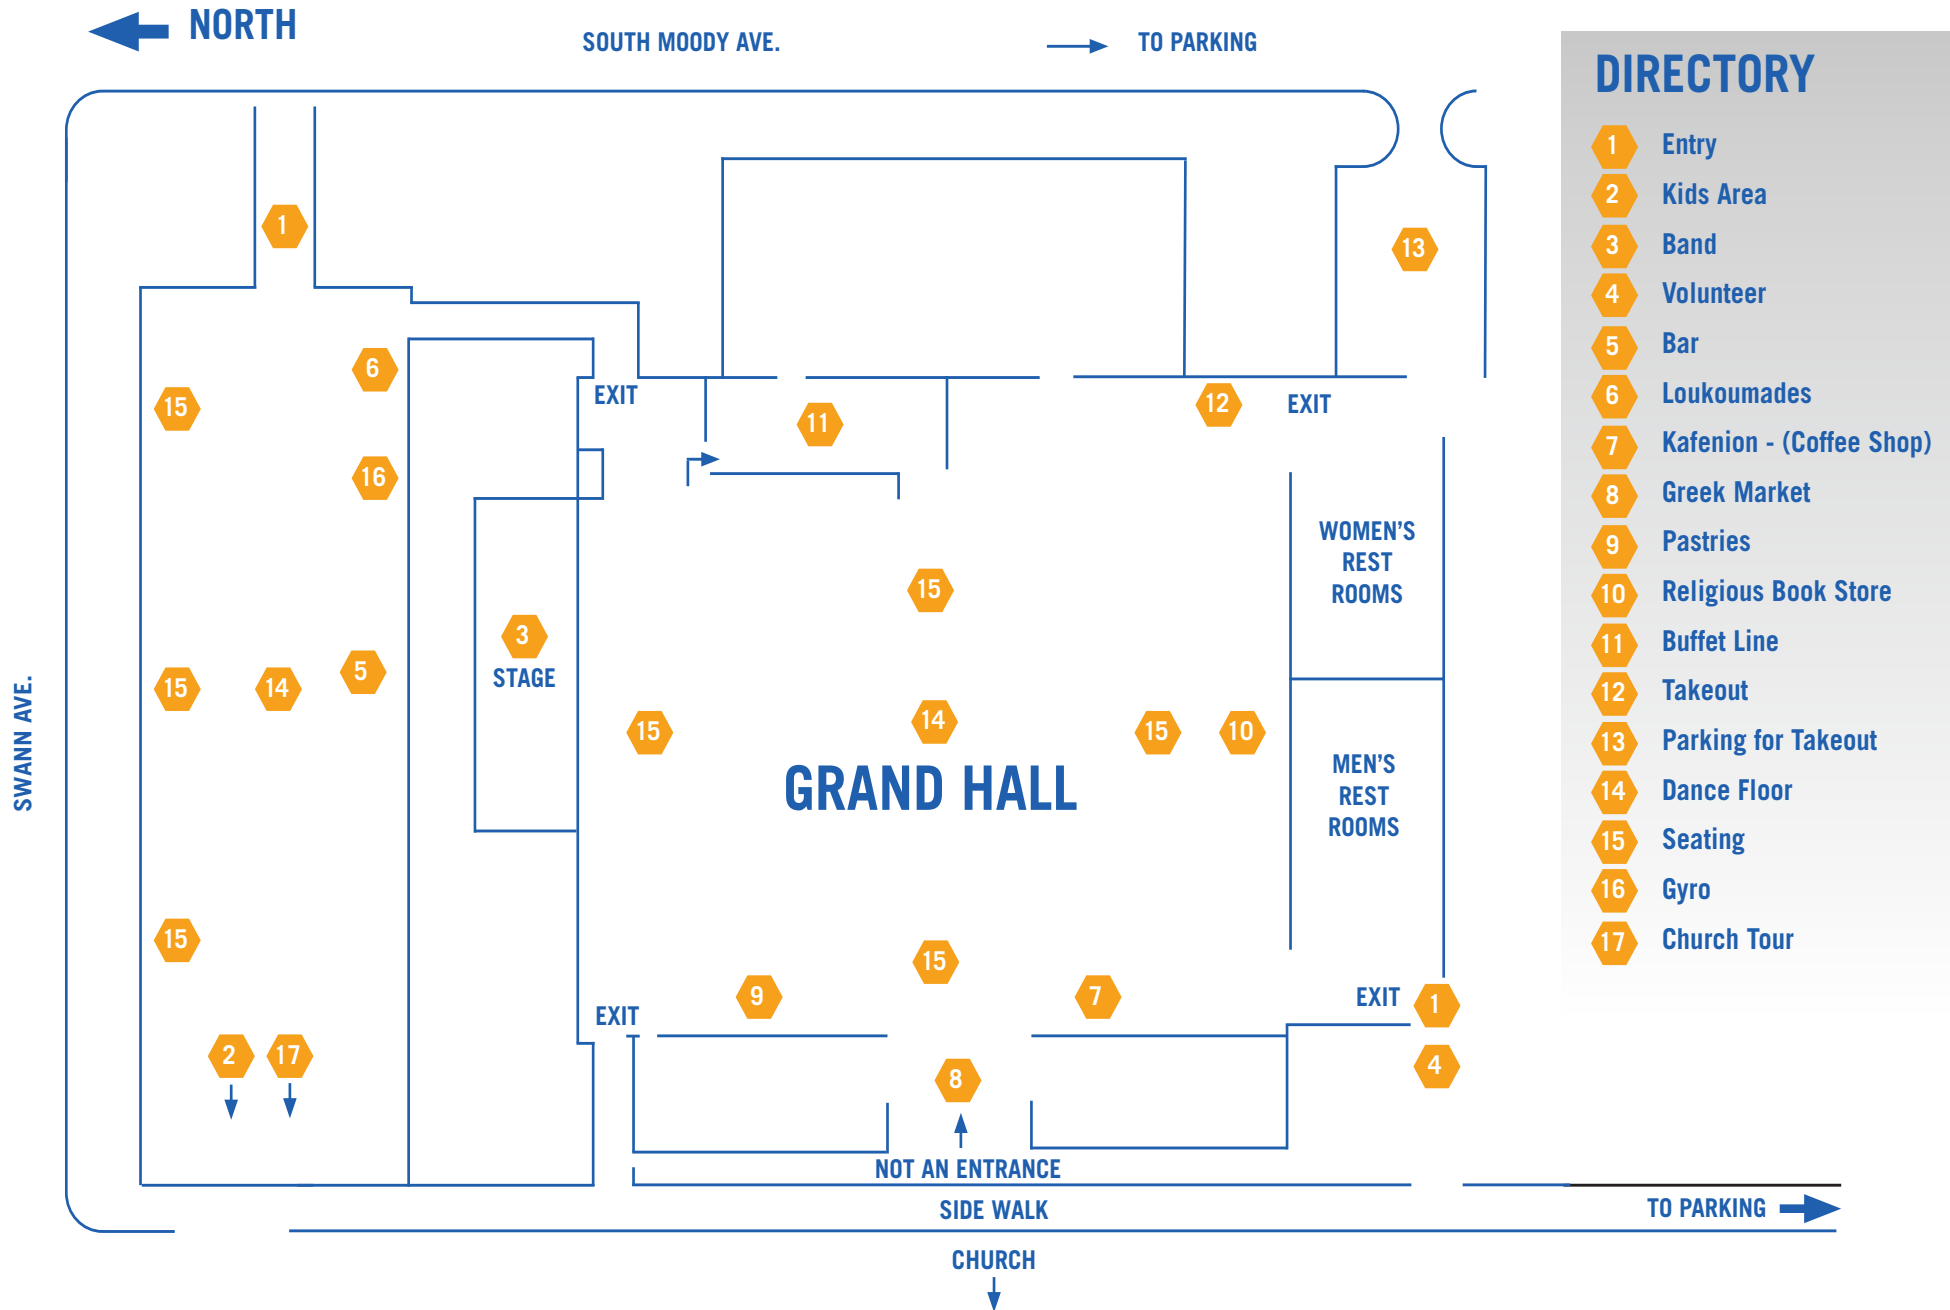 NORTH
SOUTH MOODY AVE.
TO PARKING
DIRECTORY
1 Entry
2 Kids Area
3 Band
4 Volunteer
5 Bar
6 Loukoumades
7 Kafenion - (Coffee Shop)
8 Greek Market
9 Pastries
10 Religious Book Store
11 Buffet Line
12 Takeout
13 Parking for Takeout
14 Dance Floor
15 Seating
16 Gyro
17 Church Tour
1
13
6
15
EXIT
11
12
EXIT
16
WOMEN'S
REST
ROOMS
15
3
STAGE
5
15
14
SWANN AVE.
15
14
15
10
GRAND HALL
MEN'S
REST
ROOMS
15
15
9
7
EXIT
1
EXIT
2
17
8
4
NOT AN ENTRANCE
SIDE WALK
TO PARKING
CHURCH